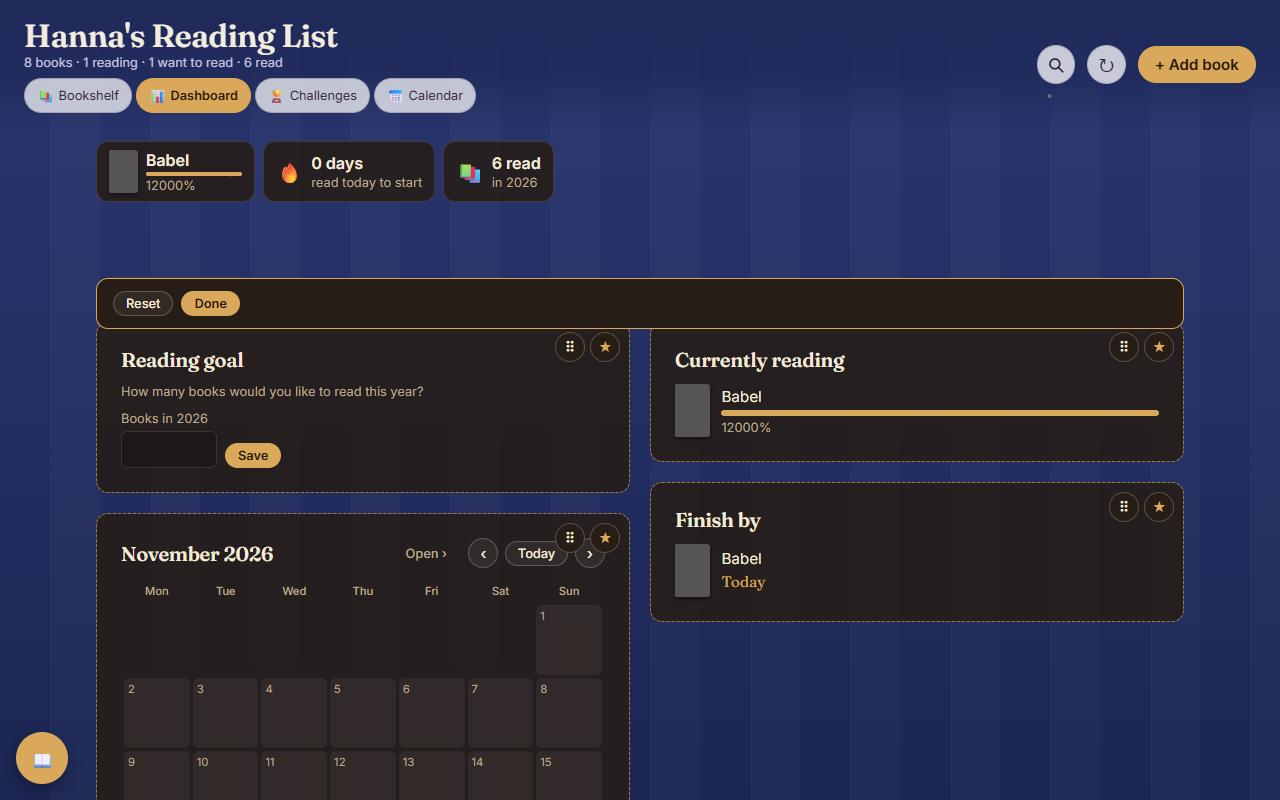 Hanna's Reading List
8 books · 1 reading · 1 want to read · 6 read
Bookshelf
Dashboard
Challenges
Calendar
+ Add book
Babel
12000%
0 days
read today to start
6 read
in 2026
Reset
Done
Reading goal
How many books would you like to read this year?
Books in 2026
Save
Currently reading
Babel
12000%
Finish by
Babel
Today
November 2026
Open ›
‹
Today
›
Mon Tue Wed Thu Fri Sat Sun
1
2 3 4 5 6 7 8
9 10 11 12 13 14 15